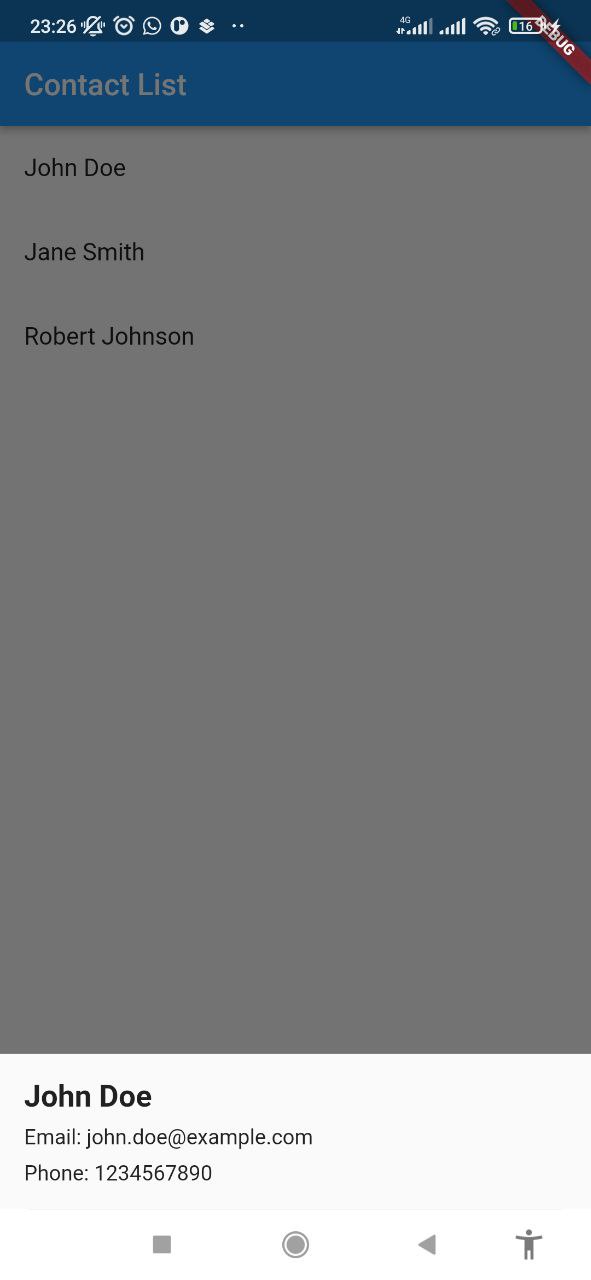 23:26
4G
16
DEBUG
Contact List
John Doe
Jane Smith
Robert Johnson
John Doe
Email: john.doe@example.com
Phone: 1234567890